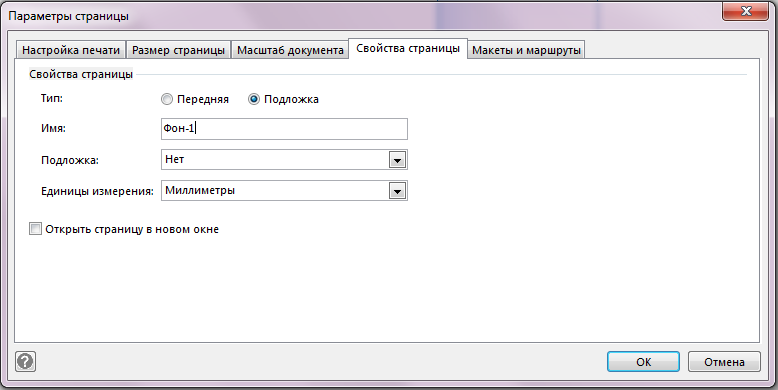 Параметры страницы
Настройка печати Размер страницы Масштаб документа Свойства страницы Макеты и маршруты
Свойства страницы
Тип: Передняя Подложка
Имя: Фон-1
Подложка: Нет
Единицы измерения: Миллиметры
Открыть страницу в новом окне
? ОК Отмена